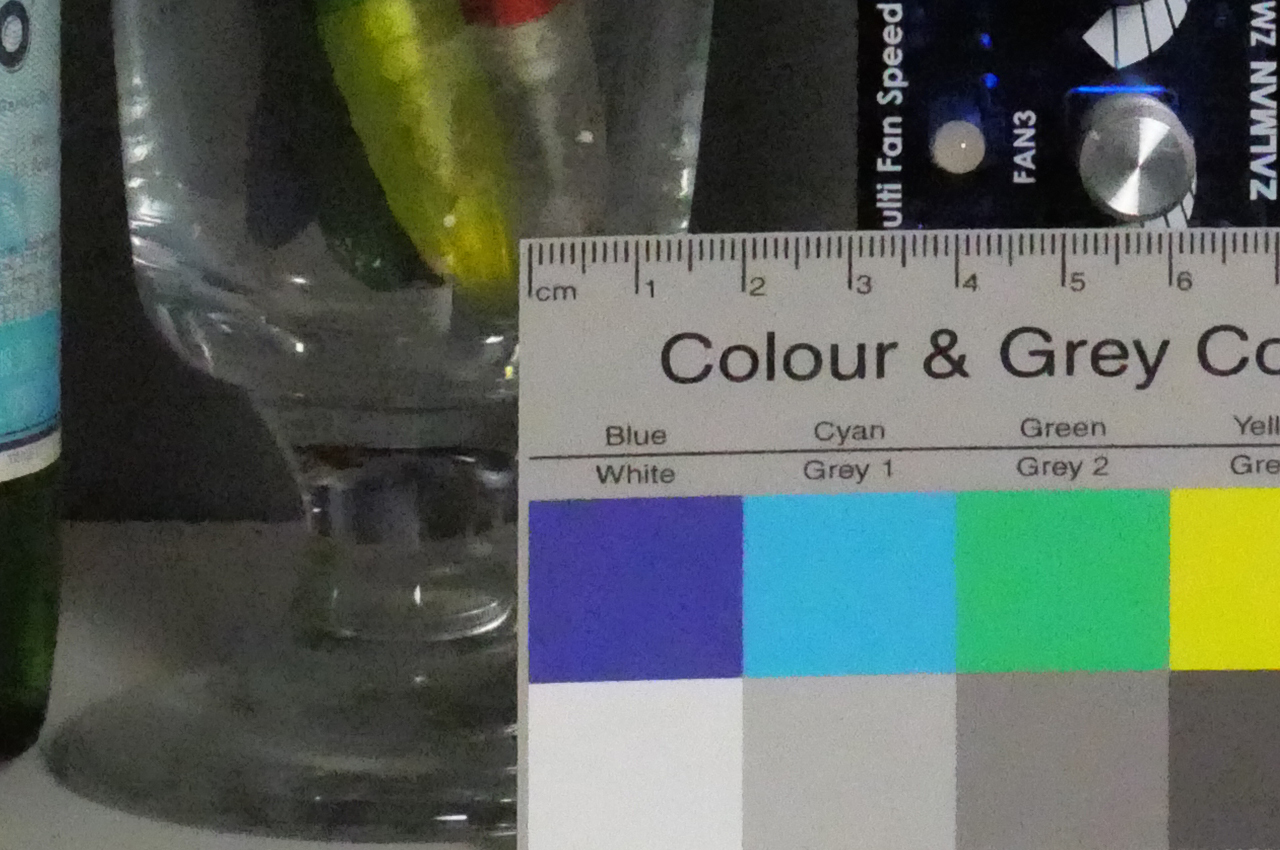 O
ulti Fan Speed
FAN3
ZALMAN ZM
cm 1 2 3 4 5 6
Colour & Grey Co
Blue Cyan Green Yell
White Grey 1 Grey 2 Gre